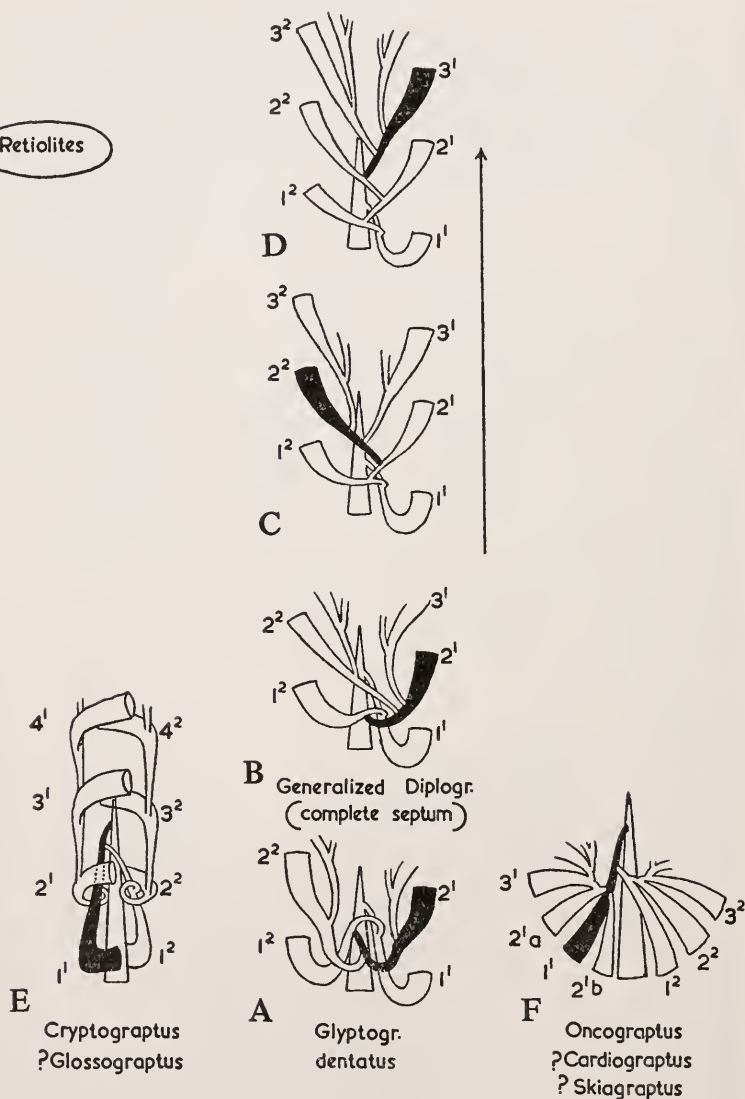 Retiolites
3² 3¹
2² 2¹
1² 1¹
D
3² 3¹
2² 2¹
1² 1¹
C
2² 3¹
2¹
1² 1¹
B
Generalized Diplogr.
(complete septum)
4¹ 4²
3¹ 3²
2¹ 2²
1¹ 1²
E
Cryptograptus
?Glossograptus
2² 2¹
1² 1¹
A
Glyptogr.
dentatus
3¹ 3²
2¹a 2²
1¹ 2¹b 1²
F
Oncograptus
?Cardiograptus
? Skiagraptus